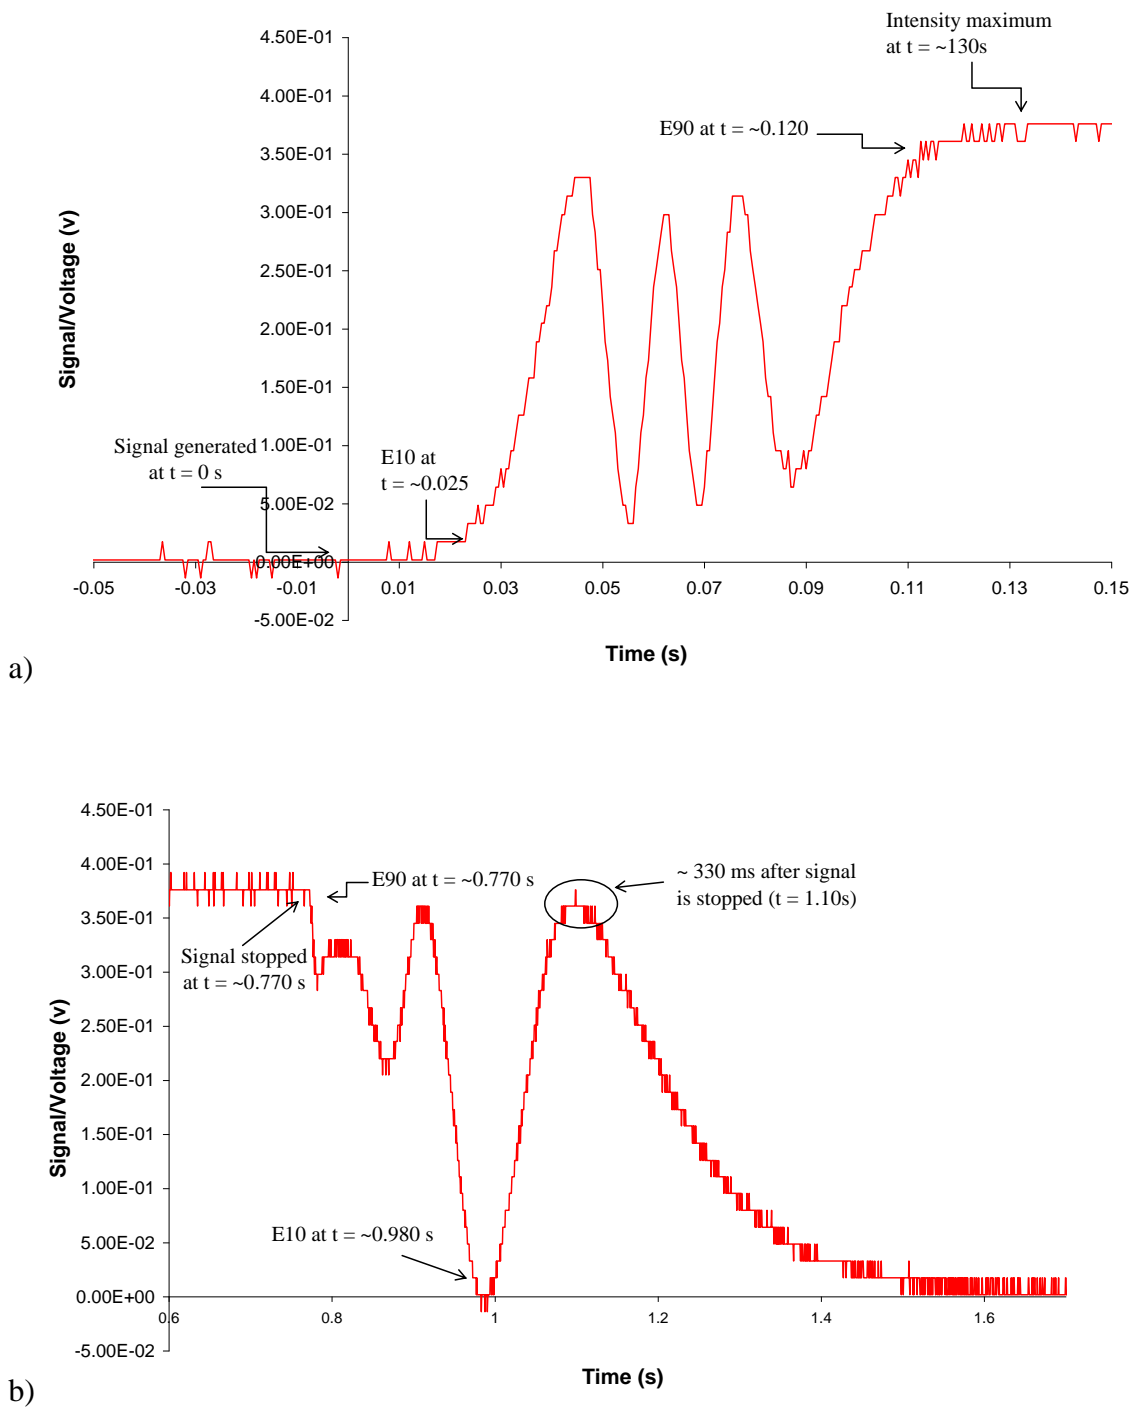 Intensity maximum
at t = ~130s
4.50E-01
4.00E-01
E90 at t = ~0.120
3.50E-01
3.00E-01
2.50E-01
2.00E-01
1.50E-01
Signal generated
at t = 0 s
1.00E-01
E10 at
t = ~0.025
5.00E-02
0.00E+00
-5.00E-02
-0.05 -0.03 -0.01 0.01 0.03 0.05 0.07 0.09 0.11 0.13 0.15
Signal/Voltage (v)
Time (s)
a)
4.50E-01
4.00E-01
3.50E-01
3.00E-01
2.50E-01
2.00E-01
1.50E-01
1.00E-01
5.00E-02
0.00E+00
-5.00E-02
E90 at t = ~0.770 s
~ 330 ms after signal
is stopped (t = 1.10s)
Signal stopped
at t = ~0.770 s
E10 at t = ~0.980 s
0.6 0.8 1 1.2 1.4 1.6
Signal/Voltage (v)
Time (s)
b)